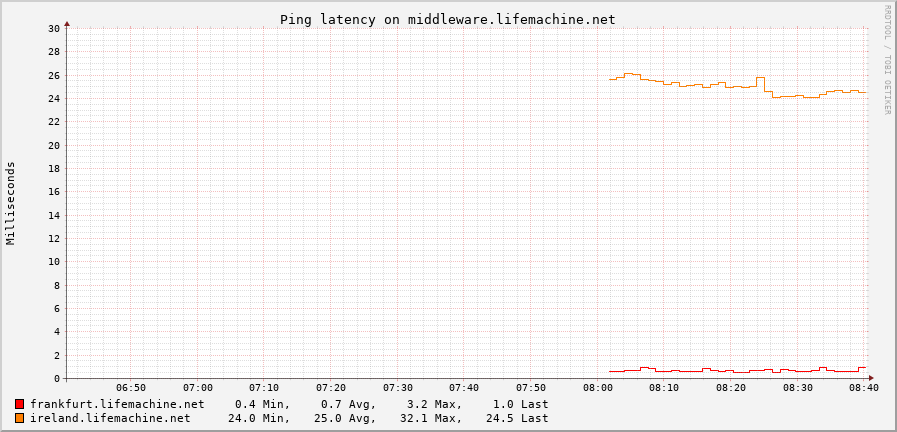 Ping latency on middleware.lifemachine.net
RRDTOOL / TOBI OETIKER
Milliseconds
30
28
26
24
22
20
18
16
14
12
10
8
6
4
2
0
06:50 07:00 07:10 07:20 07:30 07:40 07:50 08:00 08:10 08:20 08:30 08:40
frankfurt.lifemachine.net 0.4 Min, 0.7 Avg, 3.2 Max, 1.0 Last
ireland.lifemachine.net 24.0 Min, 25.0 Avg, 32.1 Max, 24.5 Last